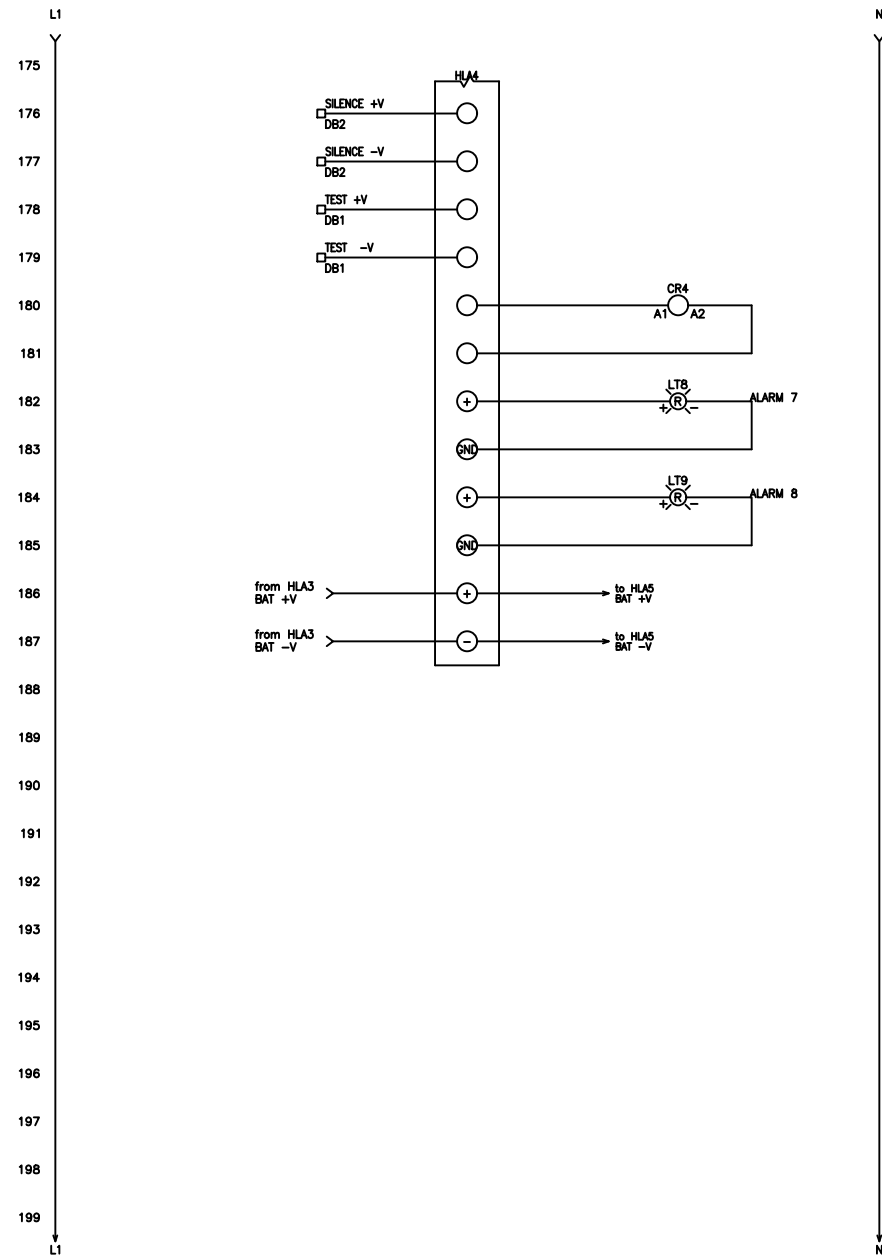 L1 N
175
HLA4
176 SILENCE +V
DB2
177 SILENCE -V
DB2
178 TEST +V
DB1
179 TEST -V
DB1
CR4
180
A1 A2
181
LT8
182 + + R - ALARM 7
183 GND
LT9
184 + + R - ALARM 8
185 GND
186 from HLA3 + to HLA5
BAT +V BAT +V
187 from HLA3 - to HLA5
BAT -V BAT -V
188
189
190
191
192
193
194
195
196
197
198
199
L1 N